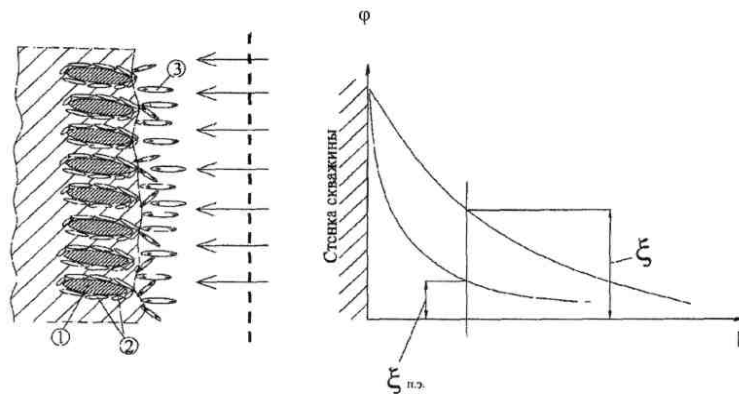 φ
③
Стенка скважины
ξ
① ②
ξ п.э.